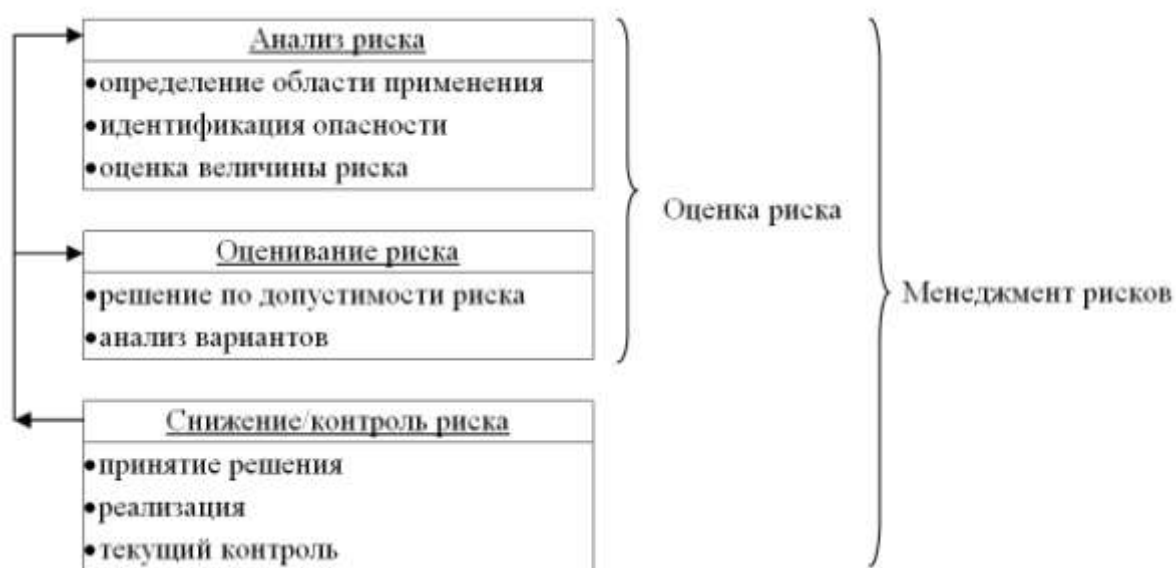 Анализ риска
•определение области применения
•идентификация опасности
•оценка величины риска
Оценка риска
Оценивание риска
•решение по допустимости риска
•анализ вариантов
Менеджмент рисков
Снижение/контроль риска
•принятие решения
•реализация
•текущий контроль